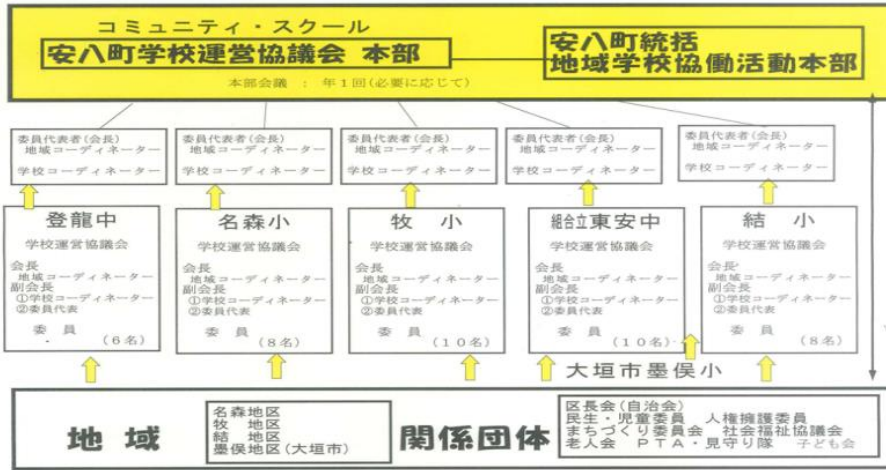 コミュニティ・スクール
安八町学校運営協議会 本部
安八町統括
地域学校協働活動本部
本部会議 : 年1回(必要に応じて)
委員代表者(会長)
地域コーディネーター
学校コーディネーター
委員代表者(会長)
地域コーディネーター
学校コーディネーター
委員代表者(会長)
地域コーディネーター
学校コーディネーター
委員代表者(会長)
地域コーディネーター
学校コーディネーター
委員代表者(会長)
地域コーディネーター
学校コーディネーター
登龍中
学校運営協議会
会長
地域コーディネーター
副会長
①学校コーディネーター
②委員代表
委 員
(6名)
名森小
学校運営協議会
会長
地域コーディネーター
副会長
①学校コーディネーター
②委員代表
委 員
(8名)
牧 小
学校運営協議会
会長
地域コーディネーター
副会長
①学校コーディネーター
②委員代表
委 員
(10名)
組合立東安中
学校運営協議会
会長
地域コーディネーター
副会長
①学校コーディネーター
②委員代表
委 員
(10名)
結 小
学校運営協議会
会長
地域コーディネーター
副会長
①学校コーディネーター
②委員代表
委 員
(8名)
大垣市墨俣小
地 域
名森地区
牧 地区
結 地区
墨俣地区(大垣市)
関係団体
区長会(自治会)
民生・児童委員 人権擁護委員
まちづくり委員会 社会福祉協議会
老人会 PTA・見守り隊 子ども会